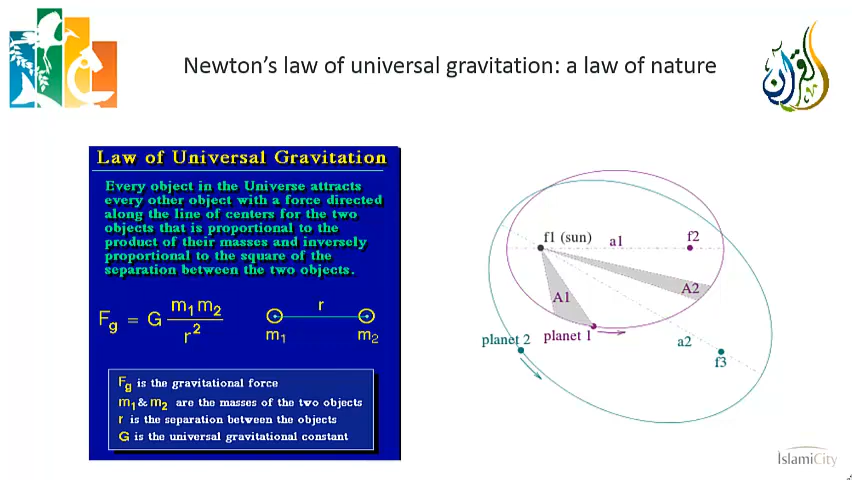 Newton's law of universal gravitation: a law of nature
القرآن
Law of Universal Gravitation
Every object in the Universe attracts
every other object with a force directed
along the line of centers for the two
objects that is proportional to the
product of their masses and inversely
proportional to the square of the
separation between the two objects.
Fg = G m1m2 / r2
r
m1 m2
Fg is the gravitational force
m1 & m2 are the masses of the two objects
r is the separation between the objects
G is the universal gravitational constant
f1 (sun) a1 f2
A1 A2
planet 2 planet 1 a2
f3
IslamiCity